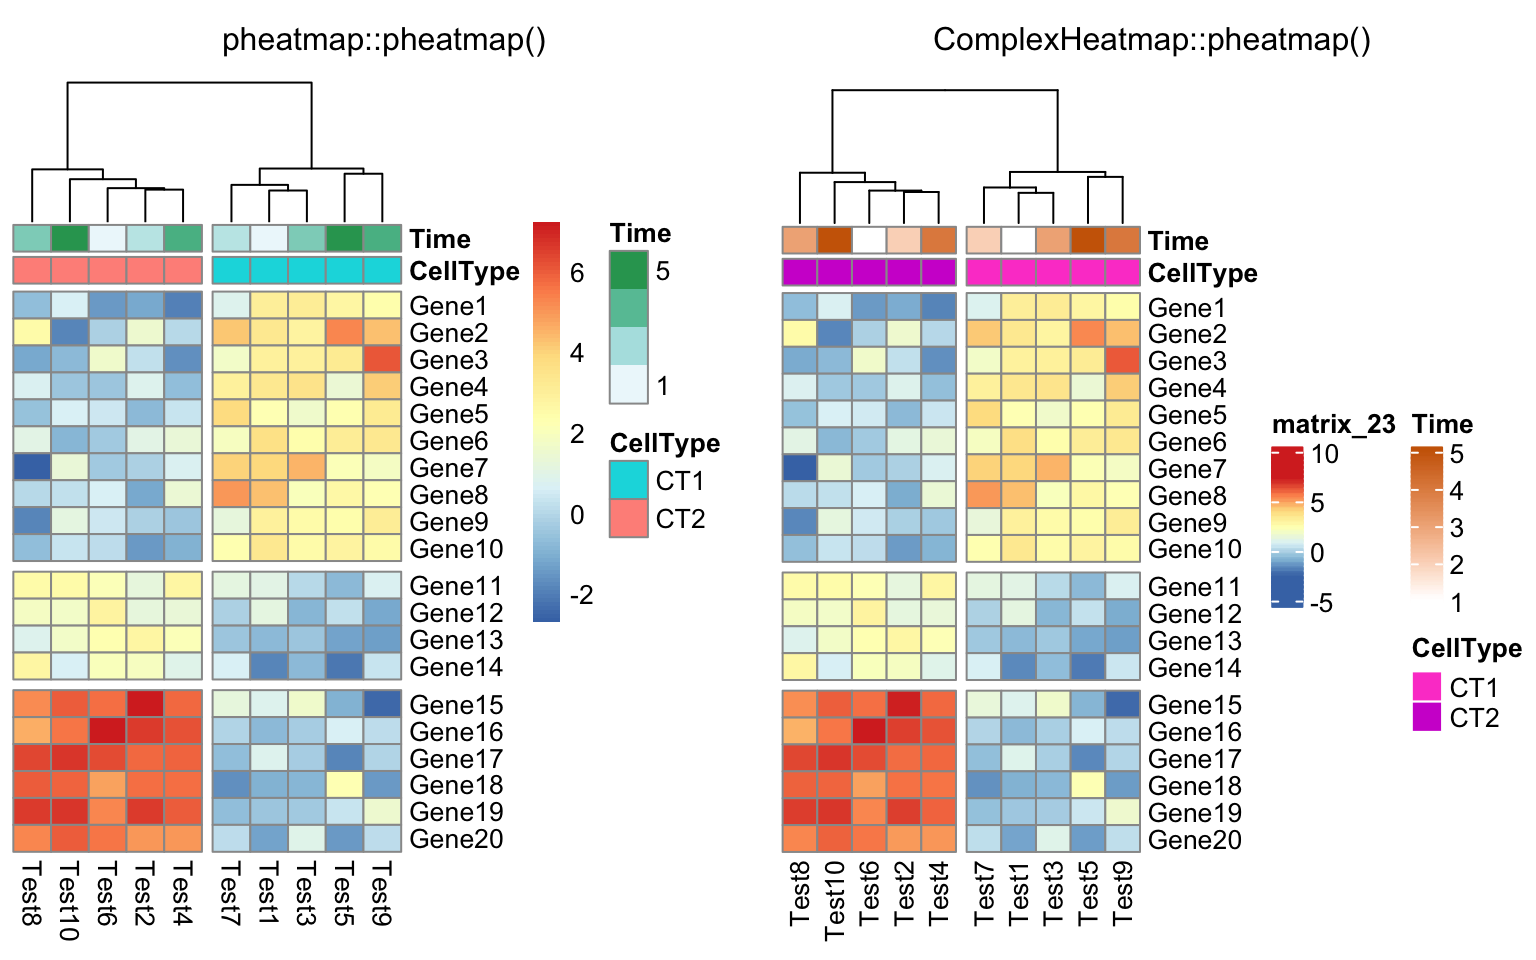 pheatmap::pheatmap()
Time
CellType
Gene1
Gene2
Gene3
Gene4
Gene5
Gene6
Gene7
Gene8
Gene9
Gene10
Gene11
Gene12
Gene13
Gene14
Gene15
Gene16
Gene17
Gene18
Gene19
Gene20
Test8
Test10
Test6
Test2
Test4
Test7
Test1
Test3
Test5
Test9
6
4
2
0
-2
Time
5
1
CellType
CT1
CT2
ComplexHeatmap::pheatmap()
Time
CellType
Gene1
Gene2
Gene3
Gene4
Gene5
Gene6
Gene7
Gene8
Gene9
Gene10
Gene11
Gene12
Gene13
Gene14
Gene15
Gene16
Gene17
Gene18
Gene19
Gene20
Test8
Test10
Test6
Test2
Test4
Test7
Test1
Test3
Test5
Test9
matrix_23
10
5
0
-5
Time
5
4
3
2
1
CellType
CT1
CT2